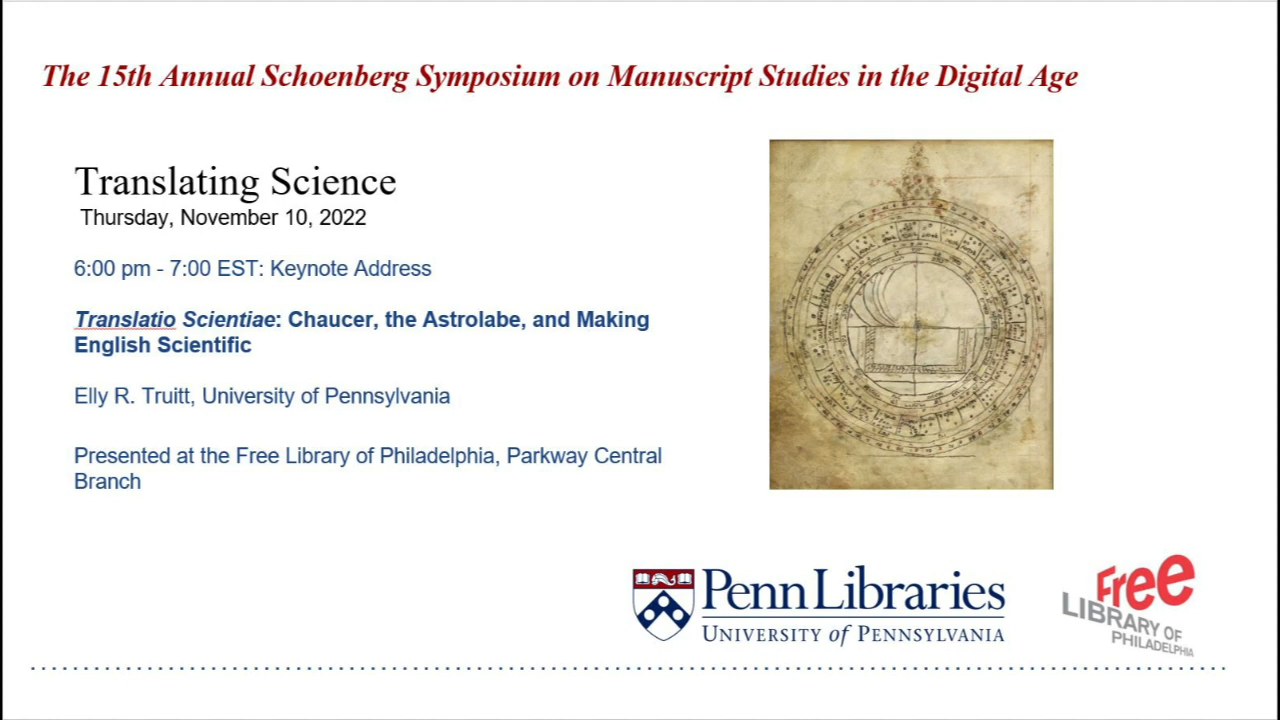 The 15th Annual Schoenberg Symposium on Manuscript Studies in the Digital Age
Translating Science
Thursday, November 10, 2022
6:00 pm - 7:00 EST: Keynote Address
Translatio Scientiae: Chaucer, the Astrolabe, and Making
English Scientific
Elly R. Truitt, University of Pennsylvania
Presented at the Free Library of Philadelphia, Parkway Central
Branch
Penn Libraries
UNIVERSITY of PENNSYLVANIA
Free
LIBRARY OF
PHILADELPHIA